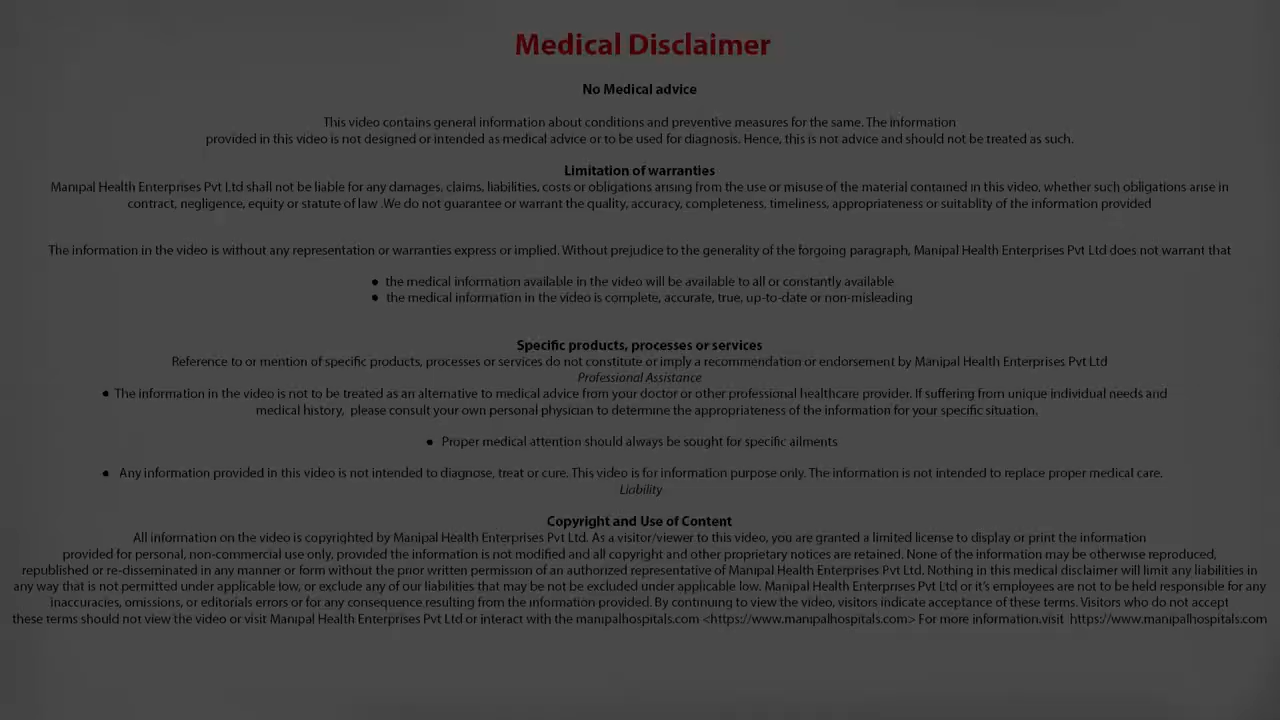 Medical Disclaimer
No Medical advice
This video contains general information about conditions and preventive measures for the same. The information
provided in this video is not designed or intended as medical advice or to be used for diagnosis. Hence, this is not advice and should not be treated as such.
Limitation of warranties
Manipal Health Enterprises Pvt Ltd shall not be liable for any damages, claims, liabilities, costs or obligations arising from the use or misuse of the material contained in this video, whether such obligations arise in
contract, negligence, equity or statute of law .We do not guarantee or warrant the quality, accuracy, completeness, timeliness, appropriateness or suitablity of the information provided
The information in the video is without any representation or warranties express or implied. Without prejudice to the generality of the forgoing paragraph, Manipal Health Enterprises Pvt Ltd does not warrant that
● the medical information available in the video will be available to all or constantly available
● the medical information in the video is complete, accurate, true, up-to-date or non-misleading
Specific products, processes or services
Reference to or mention of specific products, processes or services do not constitute or imply a recommendation or endorsement by Manipal Health Enterprises Pvt Ltd
Professional Assistance
● The information in the video is not to be treated as an alternative to medical advice from your doctor or other professional healthcare provider. If suffering from unique individual needs and
medical history, please consult your own personal physician to determine the appropriateness of the information for your specific situation.
● Proper medical attention should always be sought for specific ailments
● Any information provided in this video is not intended to diagnose, treat or cure. This video is for information purpose only. The information is not intended to replace proper medical care.
Liability
Copyright and Use of Content
All information on the video is copyrighted by Manipal Health Enterprises Pvt Ltd. As a visitor/viewer to this video, you are granted a limited license to display or print the information
provided for personal, non-commercial use only, provided the information is not modified and all copyright and other proprietary notices are retained. None of the information may be otherwise reproduced,
republished or re-disseminated in any manner or form without the prior written permission of an authorized representative of Manipal Health Enterprises Pvt Ltd. Nothing in this medical disclaimer will limit any liabilities in
any way that is not permitted under applicable low, or exclude any of our liablities that may be not be excluded under applicable low. Manipal Health Enterprises Pvt Ltd or it's employees are not to be held responsible for any
inaccuracies, omissions, or editorials errors or for any consequence resulting from the information provided. By continuing to view the video, visitors indicate acceptance of these terms. Visitors who do not accept
these terms should not view the video or visit Manipal Health Enterprises Pvt Ltd or interact with the manipalhospitals.com <https://www.manipalhospitals.com> For more information.visit https://www.manipalhospitals.com